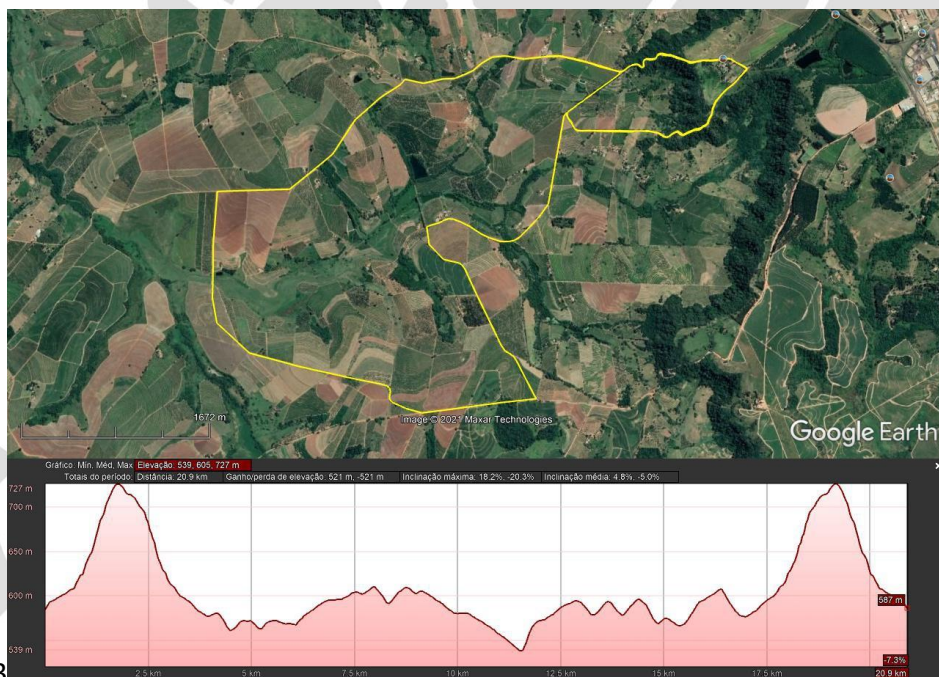 1672 m
Image © 2021 Maxar Technologies
Google Earth
Gráfico. Mín. Méd. Max Elevação: 539, 605, 727 m
Totais do período: Distância: 20.9 km Ganho/perda de elevação: 521 m, -521 m Inclinação máxima: 18.2%, -20.3% Inclinação média: 4.8%, -5.0%
727 m
700 m
650 m
600 m
587 m
539 m
-7.3%
2.5 km 5 km 7.5 km 10 km 12.5 km 15 km 17.5 km 20.9 km